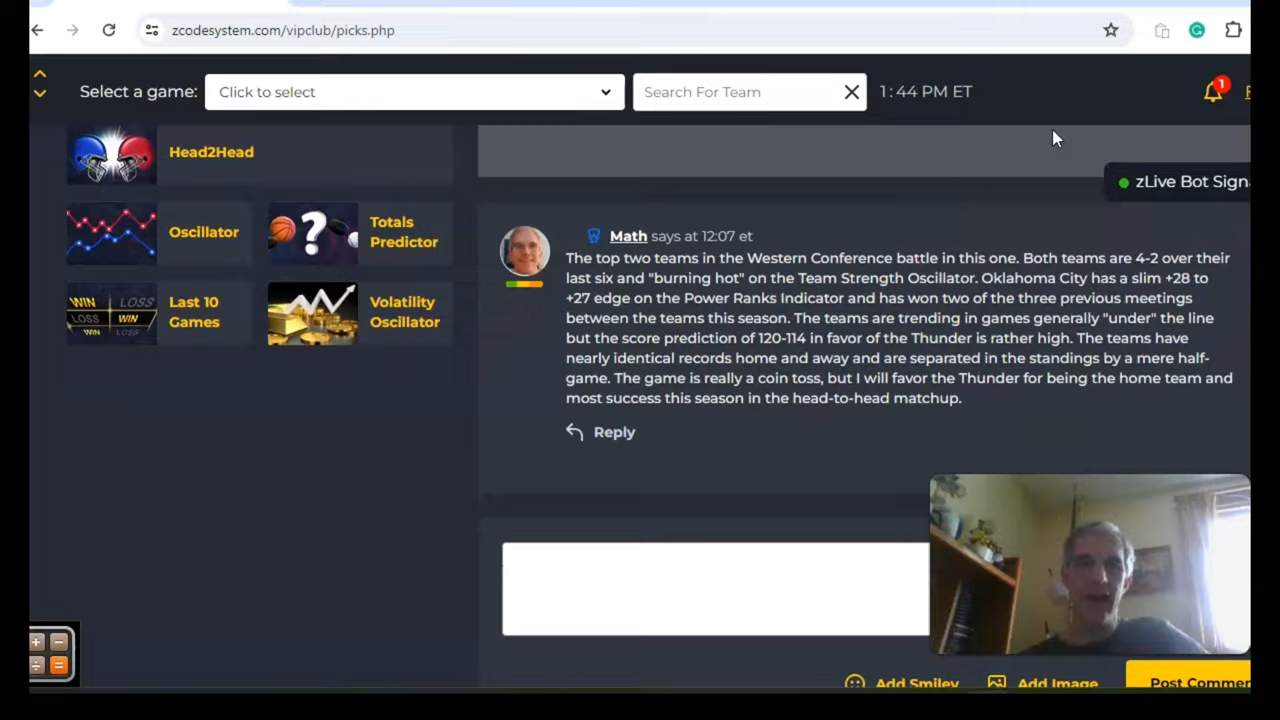 zcodesystem.com/vipclub/picks.php
Select a game:
Click to select
Search For Team
1:44 PM ET
1
Head2Head
zLive Bot Sign
Oscillator
Totals
Predictor
WIN LOSS
LOSS WIN
WIN LOSS
Last 10
Games
Volatility
Oscillator
Math says at 12:07 et
The top two teams in the Western Conference battle in this one. Both teams are 4-2 over their
last six and "burning hot" on the Team Strength Oscillator. Oklahoma City has a slim +28 to
+27 edge on the Power Ranks Indicator and has won two of the three previous meetings
between the teams this season. The teams are trending in games generally "under" the line
but the score prediction of 120-114 in favor of the Thunder is rather high. The teams have
nearly identical records home and away and are separated in the standings by a mere half-
game. The game is really a coin toss, but I will favor the Thunder for being the home team and
most success this season in the head-to-head matchup.
Reply
Add Smiley
Add Image
Post Commen